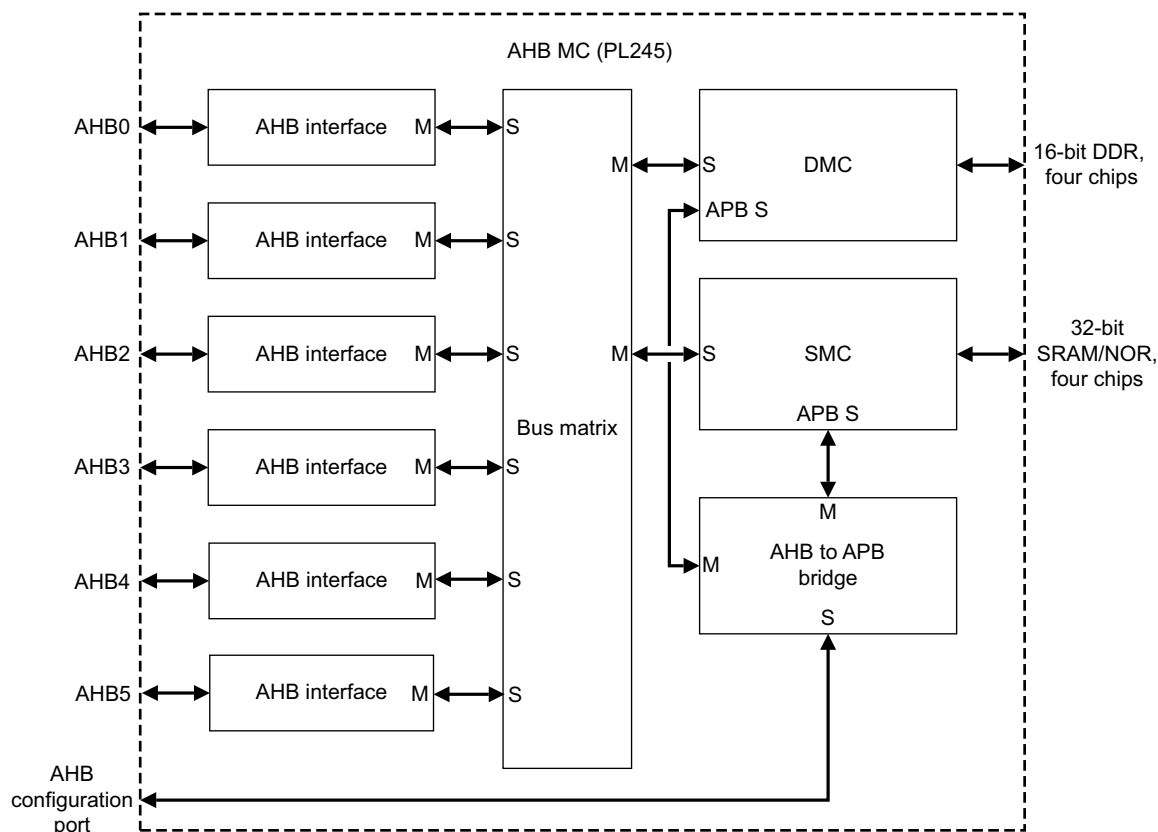 AHB MC (PL245)
AHB0
AHB interface
M
S
AHB1
AHB interface
M
S
AHB2
AHB interface
M
S
AHB3
AHB interface
M
S
AHB4
AHB interface
M
S
AHB5
AHB interface
M
S
Bus matrix
M
M
S
DMC
APB S
16-bit DDR,
four chips
S
SMC
APB S
32-bit
SRAM/NOR,
four chips
M
M
AHB to APB
bridge
S
AHB
configuration
port